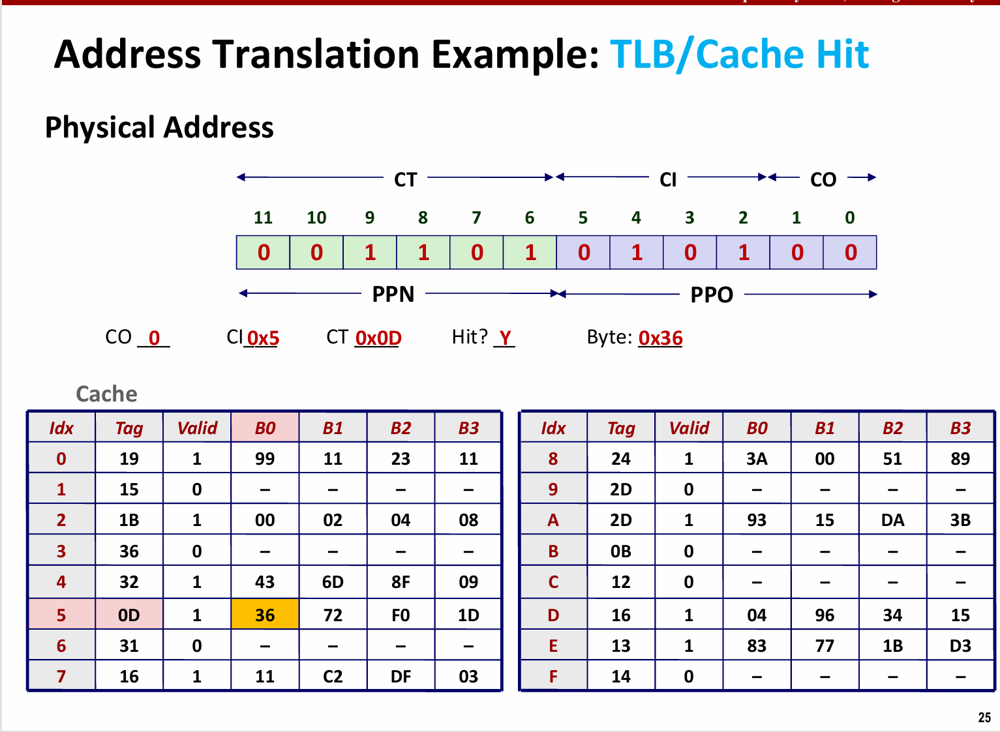 Address Translation Example: TLB/Cache Hit
Physical Address
CT CI CO
11 10 9 8 7 6 5 4 3 2 1 0
0 0 1 1 0 1 0 1 0 1 0 0
PPN PPO
CO 0 CI 0x5 CT 0x0D Hit? Y Byte: 0x36
Cache
Idx Tag Valid B0 B1 B2 B3
0 19 1 99 11 23 11
1 15 0 – – – –
2 1B 1 00 02 04 08
3 36 0 – – – –
4 32 1 43 6D 8F 09
5 0D 1 36 72 F0 1D
6 31 0 – – – –
7 16 1 11 C2 DF 03
Idx Tag Valid B0 B1 B2 B3
8 24 1 3A 00 51 89
9 2D 0 – – – –
A 2D 1 93 15 DA 3B
B 0B 0 – – – –
C 12 0 – – – –
D 16 1 04 96 34 15
E 13 1 83 77 1B D3
F 14 0 – – – –
25